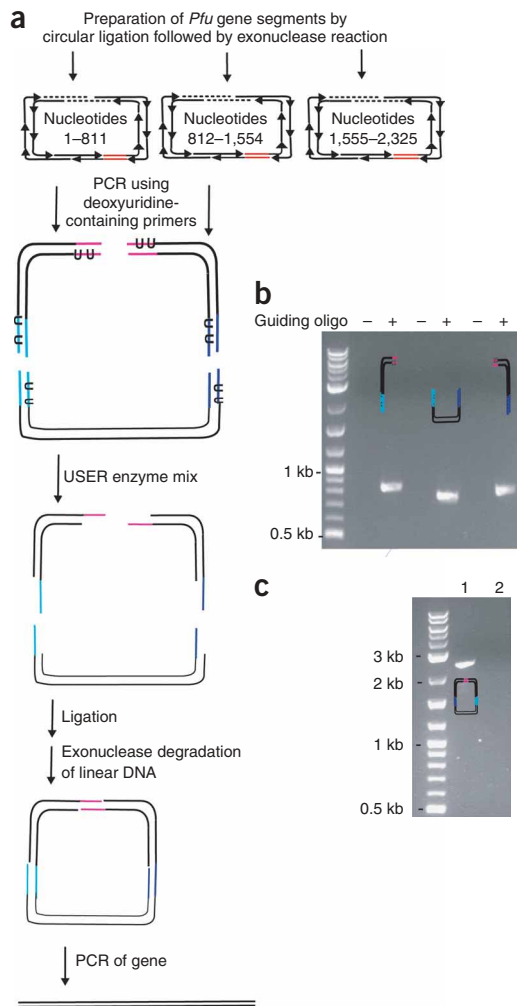 a
Preparation of Pfu gene segments by
circular ligation followed by exonuclease reaction
Nucleotides
1–811
Nucleotides
812–1,554
Nucleotides
1,555–2,325
PCR using
deoxyuridine-
containing primers
U U
U U
U
U
U
U
U
U
U
U
USER enzyme mix
Ligation
Exonuclease degradation
of linear DNA
PCR of gene
b
Guiding oligo – + – + – +
1 kb
0.5 kb
c
1 2
3 kb
2 kb
1 kb
0.5 kb